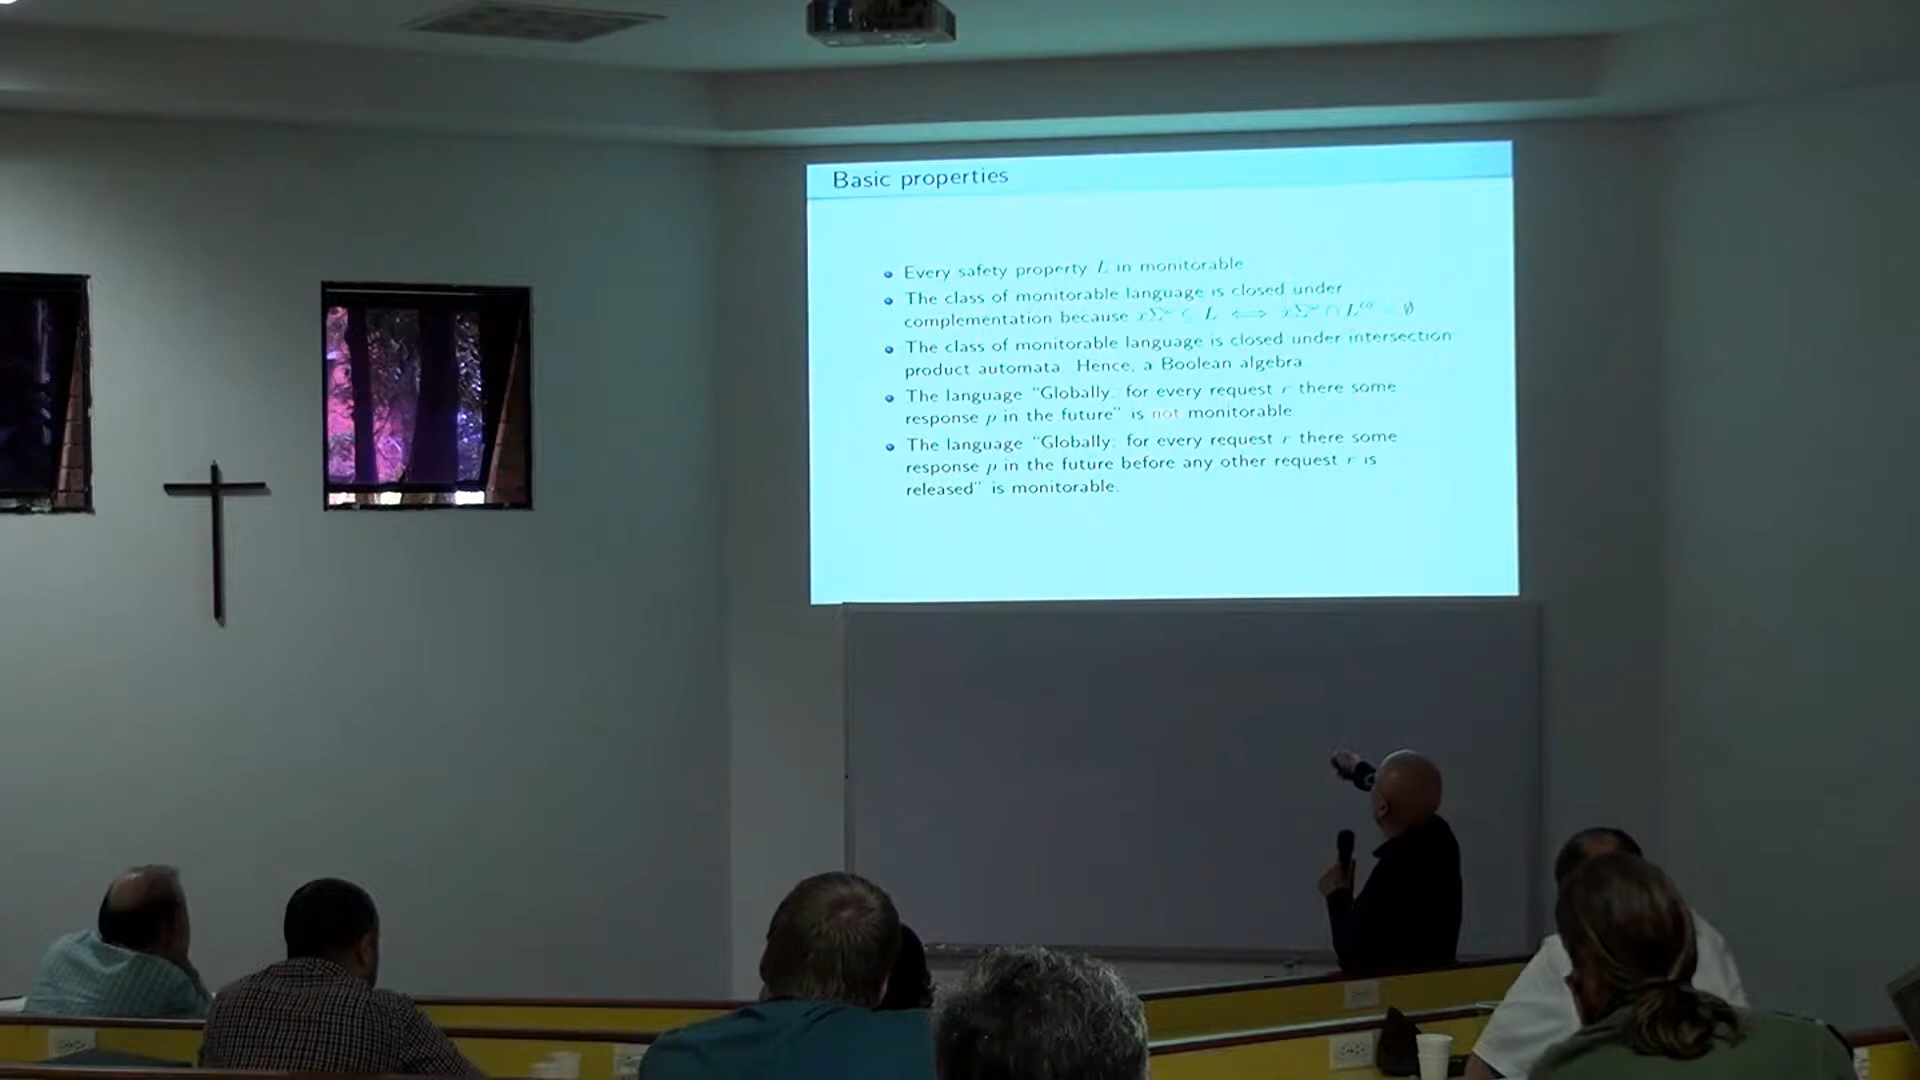 Basic properties
Every safety property L in monitorable
The class of monitorable language is closed under
complementation because
The class of monitorable language is closed under intersection
product automata. Hence, a Boolean algebra
The language "Globally: for every request r there some
response p in the future" is not monitorable
The language "Globally: for every request r there some
response p in the future before any other request r is
released" is monitorable.